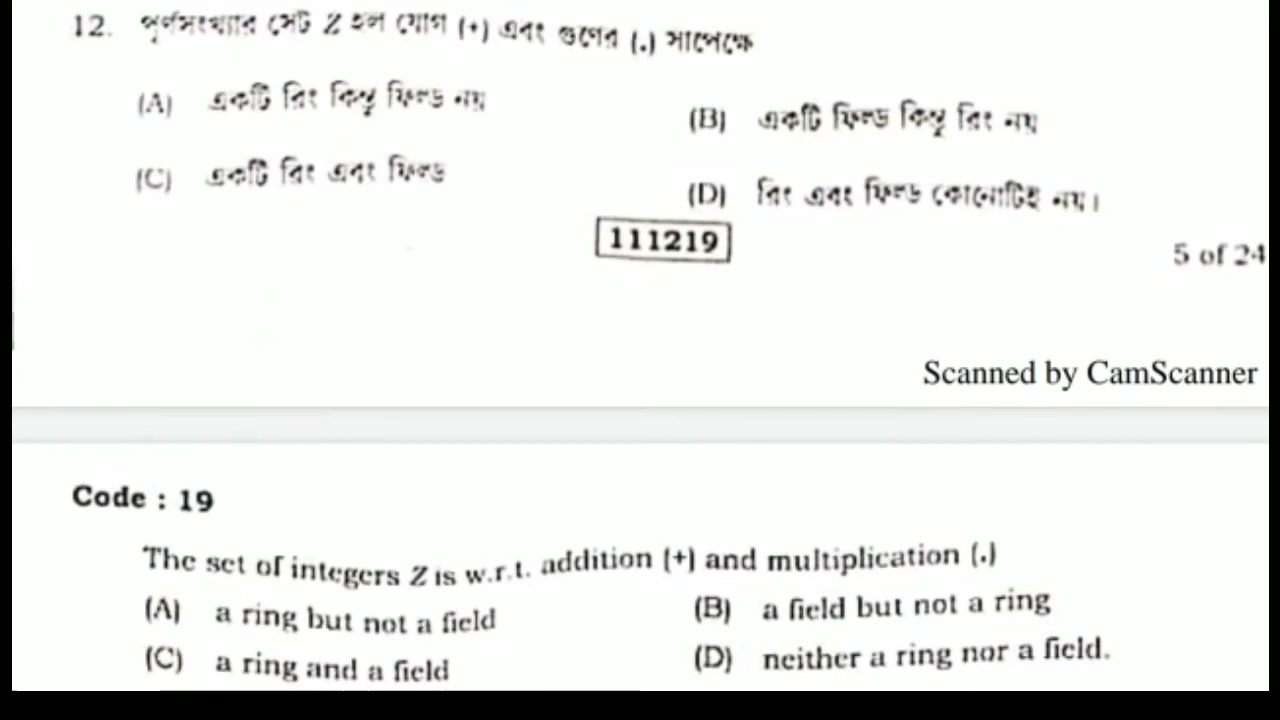 12. পূর্ণসংখ্যার সেট Z হল যোগ (+) এবং গুণের (.) সাপেক্ষে
(A) একটি রিং কিন্তু ফিল্ড নয়
(B) একটি ফিল্ড কিন্তু রিং নয়
(C) একটি রিং এবং ফিল্ড
(D) রিং এবং ফিল্ড কোনোটিই নয়।
111219
5 of 24
Scanned by CamScanner
Code : 19
The set of integers Z is w.r.t. addition (+) and multiplication (.)
(A) a ring but not a field
(B) a field but not a ring
(C) a ring and a field
(D) neither a ring nor a field.